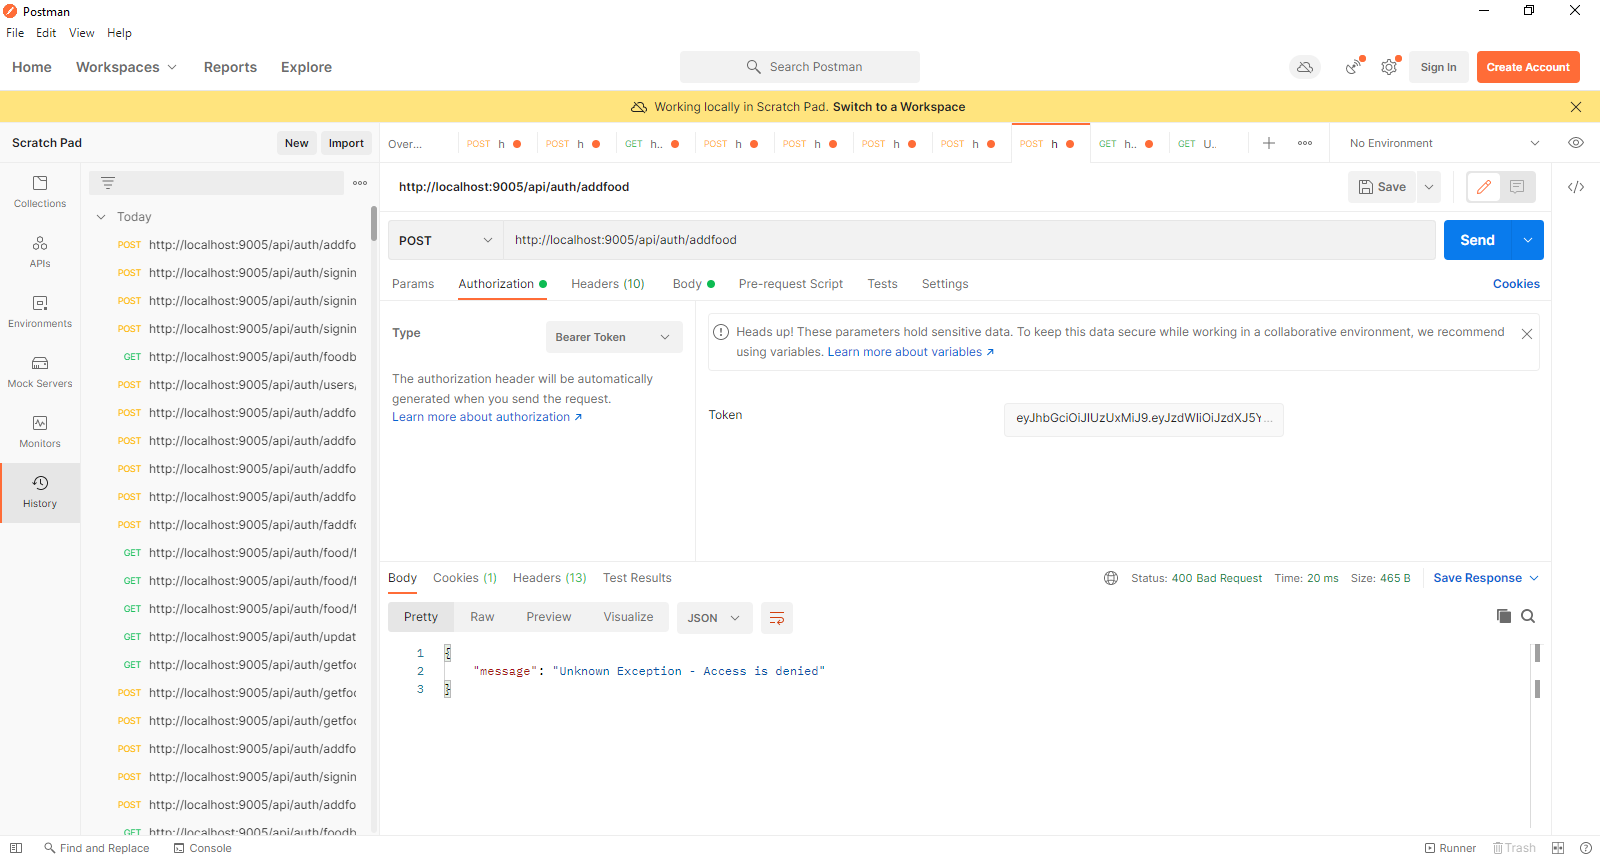 Postman
File Edit View Help
Home Workspaces Reports Explore
Search Postman
Sign In Create Account
Working locally in Scratch Pad. Switch to a Workspace
Scratch Pad New Import
Over... POST h POST h GET h.. POST h POST h POST h POST h POST h GET h.. GET U..
No Environment
Collections
APIs
Environments
Mock Servers
Monitors
History
Today
POST http://localhost:9005/api/auth/addfo
POST http://localhost:9005/api/auth/signin
POST http://localhost:9005/api/auth/signin
POST http://localhost:9005/api/auth/signin
GET http://localhost:9005/api/auth/foodb
POST http://localhost:9005/api/auth/users/
POST http://localhost:9005/api/auth/addfo
POST http://localhost:9005/api/auth/addfo
POST http://localhost:9005/api/auth/addfo
POST http://localhost:9005/api/auth/addfo
POST http://localhost:9005/api/auth/faddfo
GET http://localhost:9005/api/auth/food/f
GET http://localhost:9005/api/auth/food/f
GET http://localhost:9005/api/auth/food/f
GET http://localhost:9005/api/auth/updat
GET http://localhost:9005/api/auth/getfoo
POST http://localhost:9005/api/auth/getfoo
POST http://localhost:9005/api/auth/getfoo
POST http://localhost:9005/api/auth/addfo
POST http://localhost:9005/api/auth/signin
POST http://localhost:9005/api/auth/addfo
GET http://localhost:9005/api/auth/foodb
http://localhost:9005/api/auth/addfood
Save
POST http://localhost:9005/api/auth/addfood
Send
Params Authorization Headers (10) Body Pre-request Script Tests Settings
Cookies
Type Bearer Token
The authorization header will be automatically
generated when you send the request.
Learn more about authorization ↗
Heads up! These parameters hold sensitive data. To keep this data secure while working in a collaborative environment, we recommend
using variables. Learn more about variables ↗
Token eyJhbGciOiJIUzUxMiJ9.eyJzdWIiOiJzdXJ5Y...
Body Cookies (1) Headers (13) Test Results
Status: 400 Bad Request Time: 20 ms Size: 465 B Save Response
Pretty Raw Preview Visualize JSON
1 {
2 "message": "Unknown Exception - Access is denied"
3 }
Find and Replace Console
Runner Trash